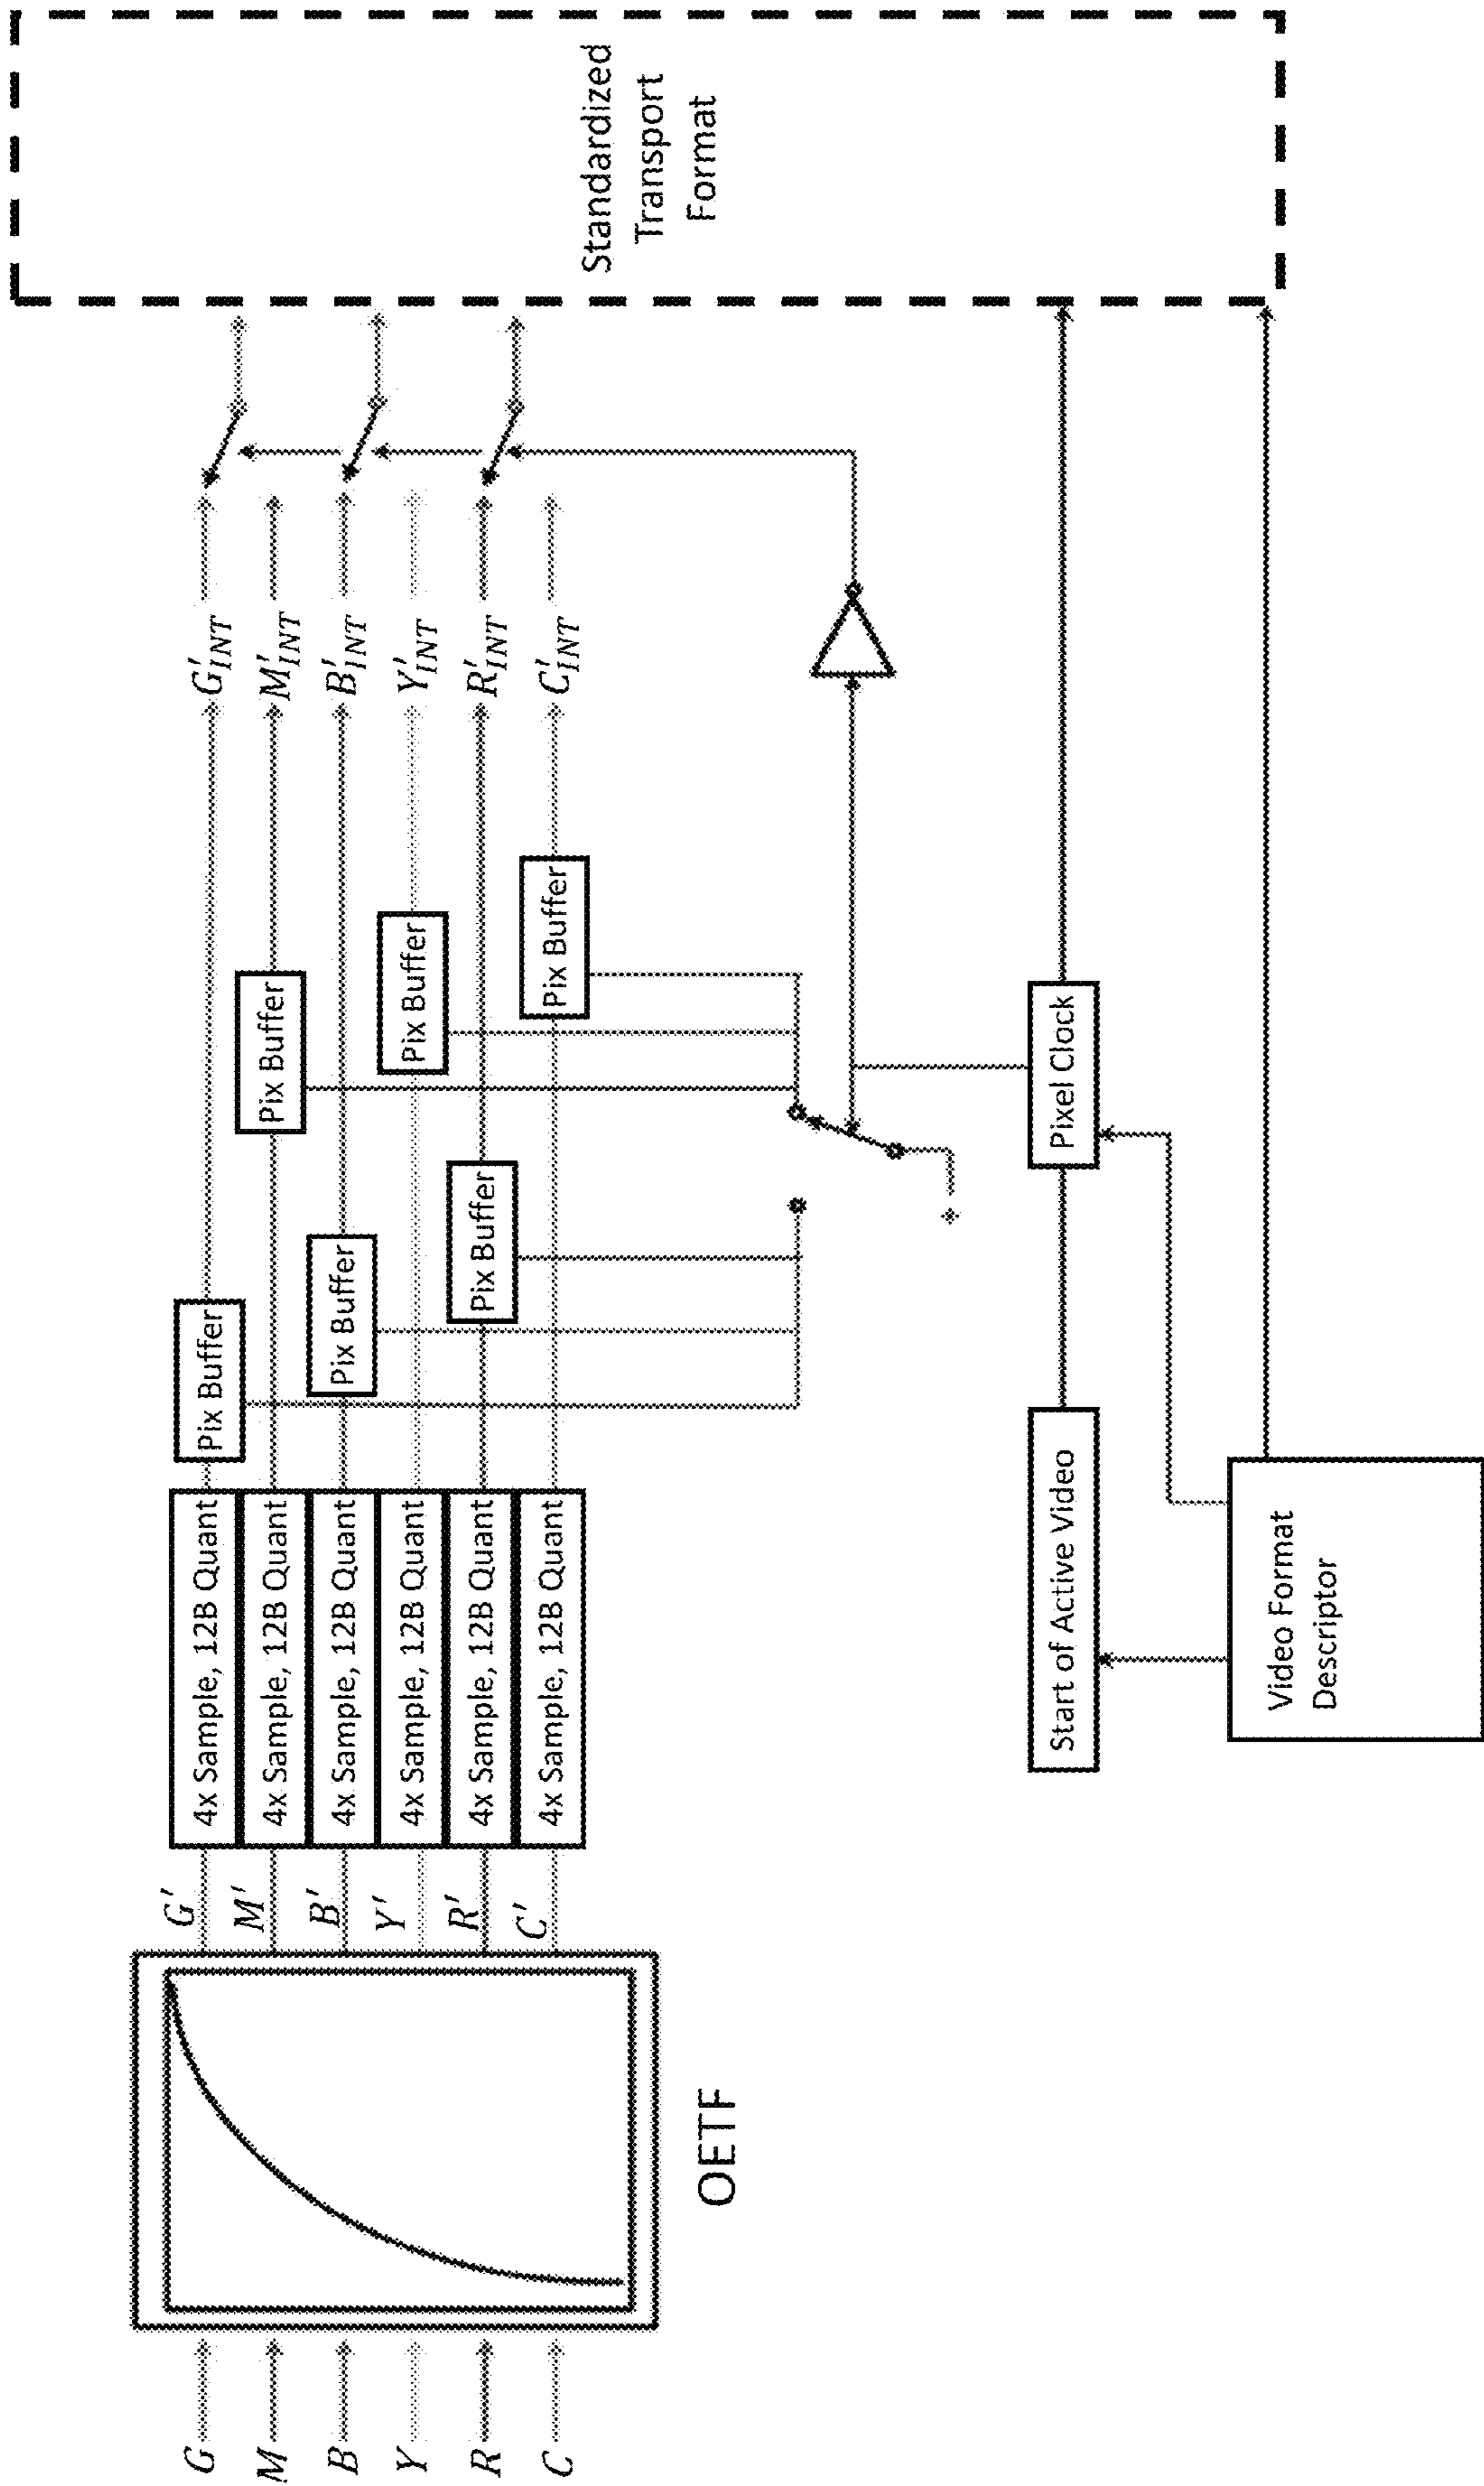 G
M
B
Y
R
C
OETF
G'
M'
B'
Y'
R'
C'
4x Sample, 12B Quant
4x Sample, 12B Quant
4x Sample, 12B Quant
4x Sample, 12B Quant
4x Sample, 12B Quant
4x Sample, 12B Quant
Pix Buffer
Pix Buffer
Pix Buffer
Pix Buffer
Pix Buffer
Pix Buffer
G'INT
M'INT
B'INT
Y'INT
R'INT
C'INT
Standardized
Transport
Format
Start of Active Video
Pixel Clock
Video Format
Descriptor